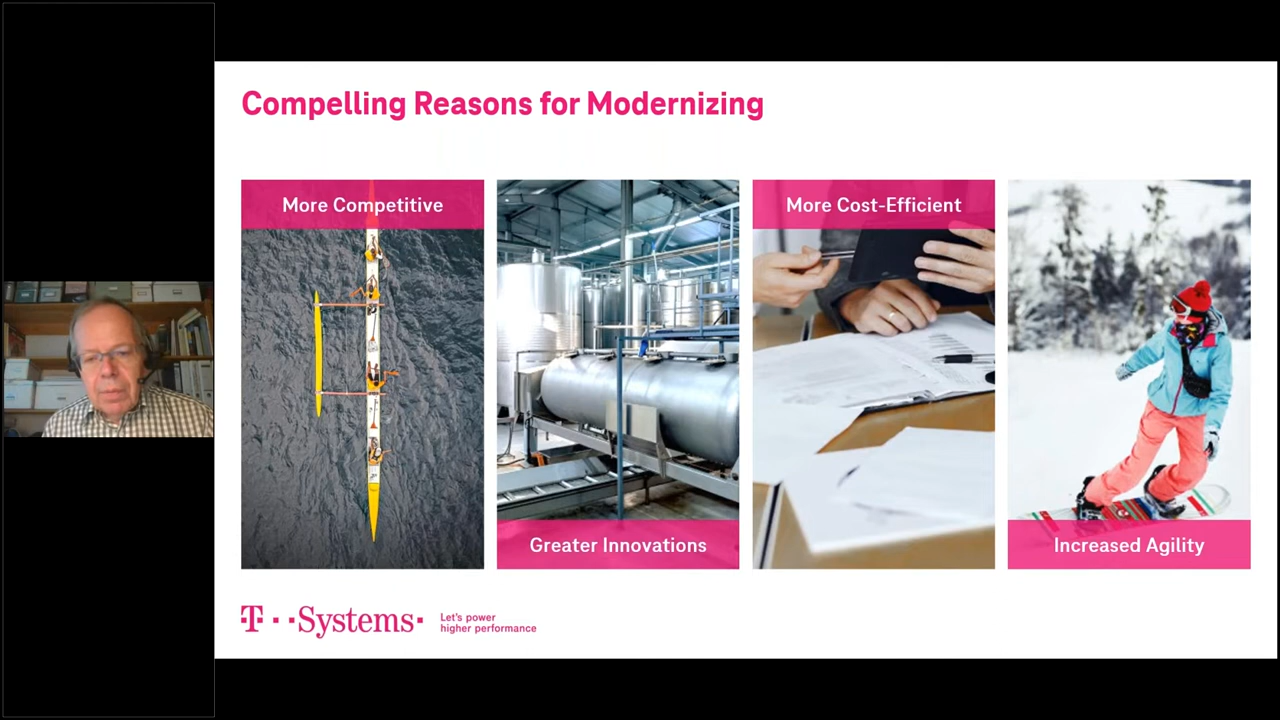 Compelling Reasons for Modernizing
More Competitive
Greater Innovations
More Cost-Efficient
Increased Agility
T · · Systems ·
Let's power
higher performance